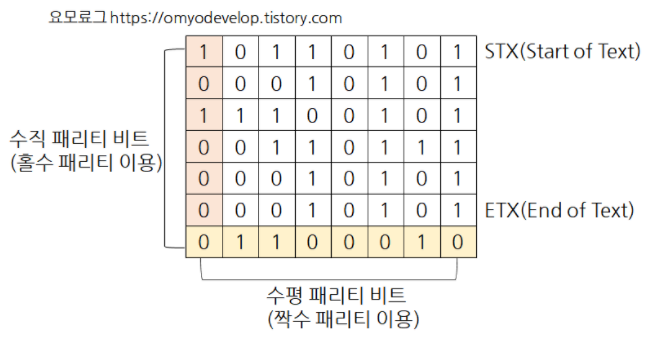 요모료그 https://omyodevelop.tistory.com
1 0 1 1 0 1 0 1 STX(Start of Text)
0 0 0 1 0 1 0 1
1 1 1 0 0 1 0 1
수직 패리티 비트
(홀수 패리티 이용)
0 0 1 1 0 1 1 1
0 0 0 1 0 1 0 1
0 0 0 1 0 1 0 1 ETX(End of Text)
0 1 1 0 0 0 1 0
수평 패리티 비트
(짝수 패리티 이용)